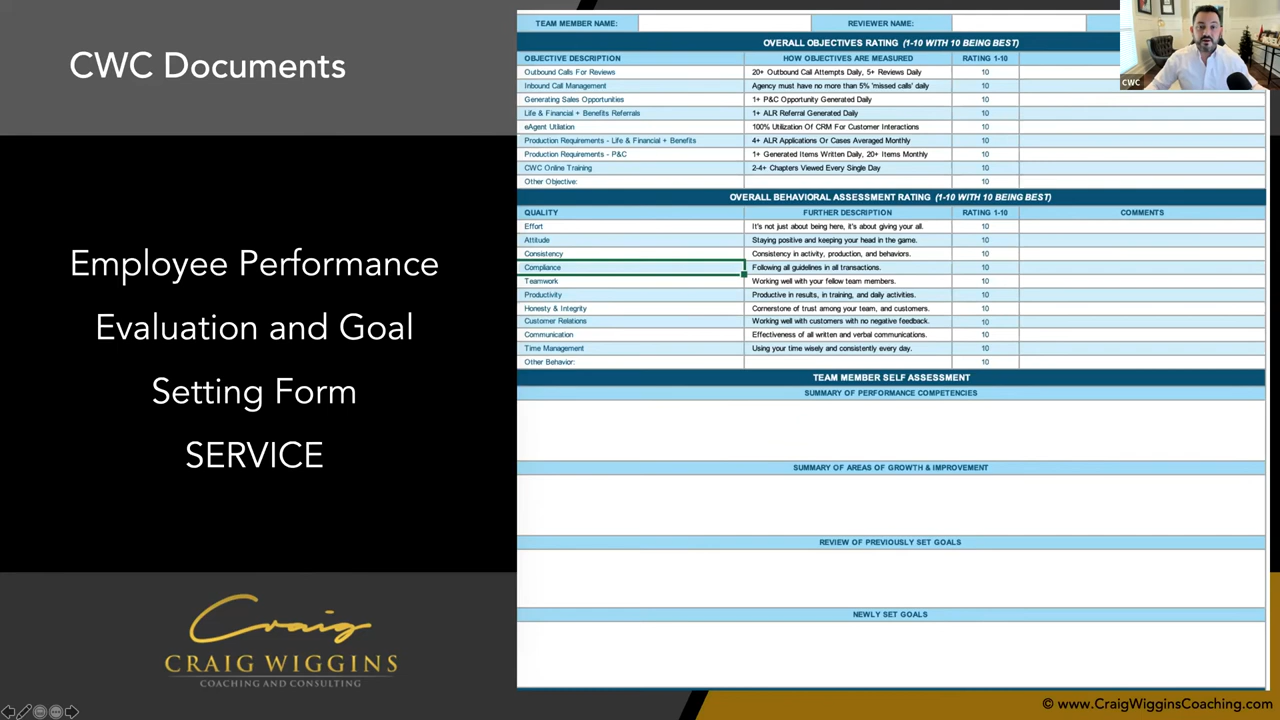 CWC Documents
Employee Performance
Evaluation and Goal
Setting Form
SERVICE
Craig
CRAIG WIGGINS
COACHING AND CONSULTING
TEAM MEMBER NAME: REVIEWER NAME:
OVERALL OBJECTIVES RATING (1-10 WITH 10 BEING BEST)
OBJECTIVE DESCRIPTION HOW OBJECTIVES ARE MEASURED RATING 1-10
Outbound Calls For Reviews 20+ Outbound Call Attempts Daily, 5+ Reviews Daily 10
Inbound Call Management Agency must have no more than 5% 'missed calls' daily 10
Generating Sales Opportunities 1+ P&C Opportunity Generated Daily 10
Life & Financial + Benefits Referrals 1+ ALR Referral Generated Daily 10
eAgent Utiliation 100% Utilization Of CRM For Customer Interactions 10
Production Requirements - Life & Financial + Benefits 4+ ALR Applications Or Cases Averaged Monthly 10
Production Requirements - P&C 1+ Generated Items Written Daily, 20+ Items Monthly 10
CWC Online Training 2-4+ Chapters Viewed Every Single Day 10
Other Objective: 10
OVERALL BEHAVIORAL ASSESSMENT RATING (1-10 WITH 10 BEING BEST)
QUALITY FURTHER DESCRIPTION RATING 1-10 COMMENTS
Effort It's not just about being here, it's about giving your all. 10
Attitude Staying positive and keeping your head in the game. 10
Consistency Consistency in activity, production, and behaviors. 10
Compliance Following all guidelines in all transactions. 10
Teamwork Working well with your fellow team members. 10
Productivity Productive in results, in training, and daily activities. 10
Honesty & Integrity Cornerstone of trust among your team, and customers. 10
Customer Relations Working well with customers with no negative feedback. 10
Communication Effectiveness of all written and verbal communications. 10
Time Management Using your time wisely and consistently every day. 10
Other Behavior: 10
TEAM MEMBER SELF ASSESSMENT
SUMMARY OF PERFORMANCE COMPETENCIES
SUMMARY OF AREAS OF GROWTH & IMPROVEMENT
REVIEW OF PREVIOUSLY SET GOALS
NEWLY SET GOALS
CWC
© www.CraigWigginsCoaching.com